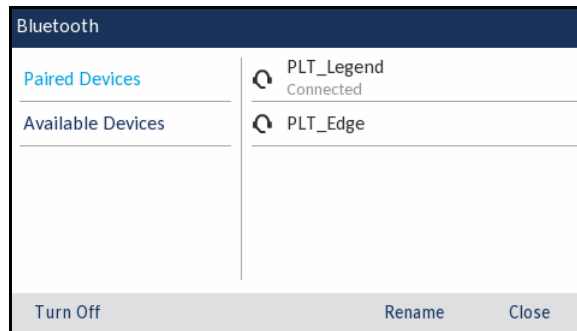 Bluetooth
Paired Devices
Available Devices
PLT_Legend
Connected
PLT_Edge
Turn Off
Rename
Close